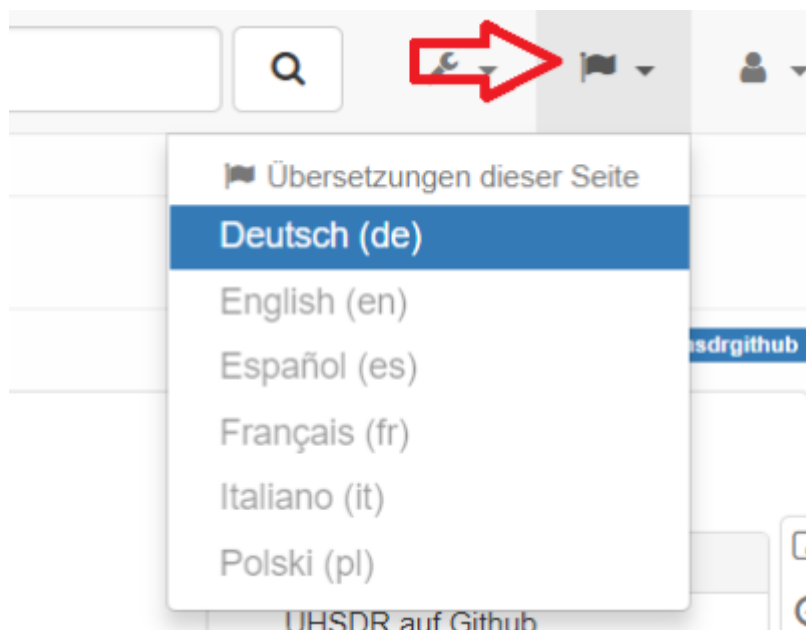 Übersetzungen dieser Seite
Deutsch (de)
English (en)
Español (es)
sdrgithub
Français (fr)
Italiano (it)
Polski (pl)
UHSDR auf Github